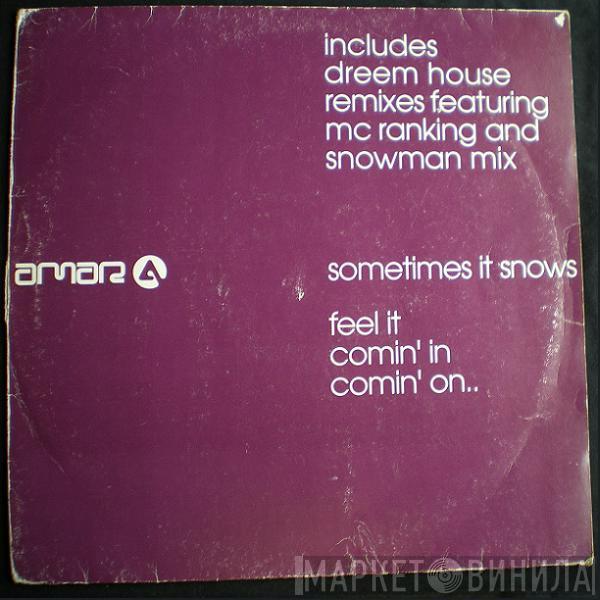 includes
dreem house
remixes featuring
mc ranking and
snowman mix
amar
sometimes it snows
feel it
comin' in
comin' on..
МАРКЕТ ВИНИЛА